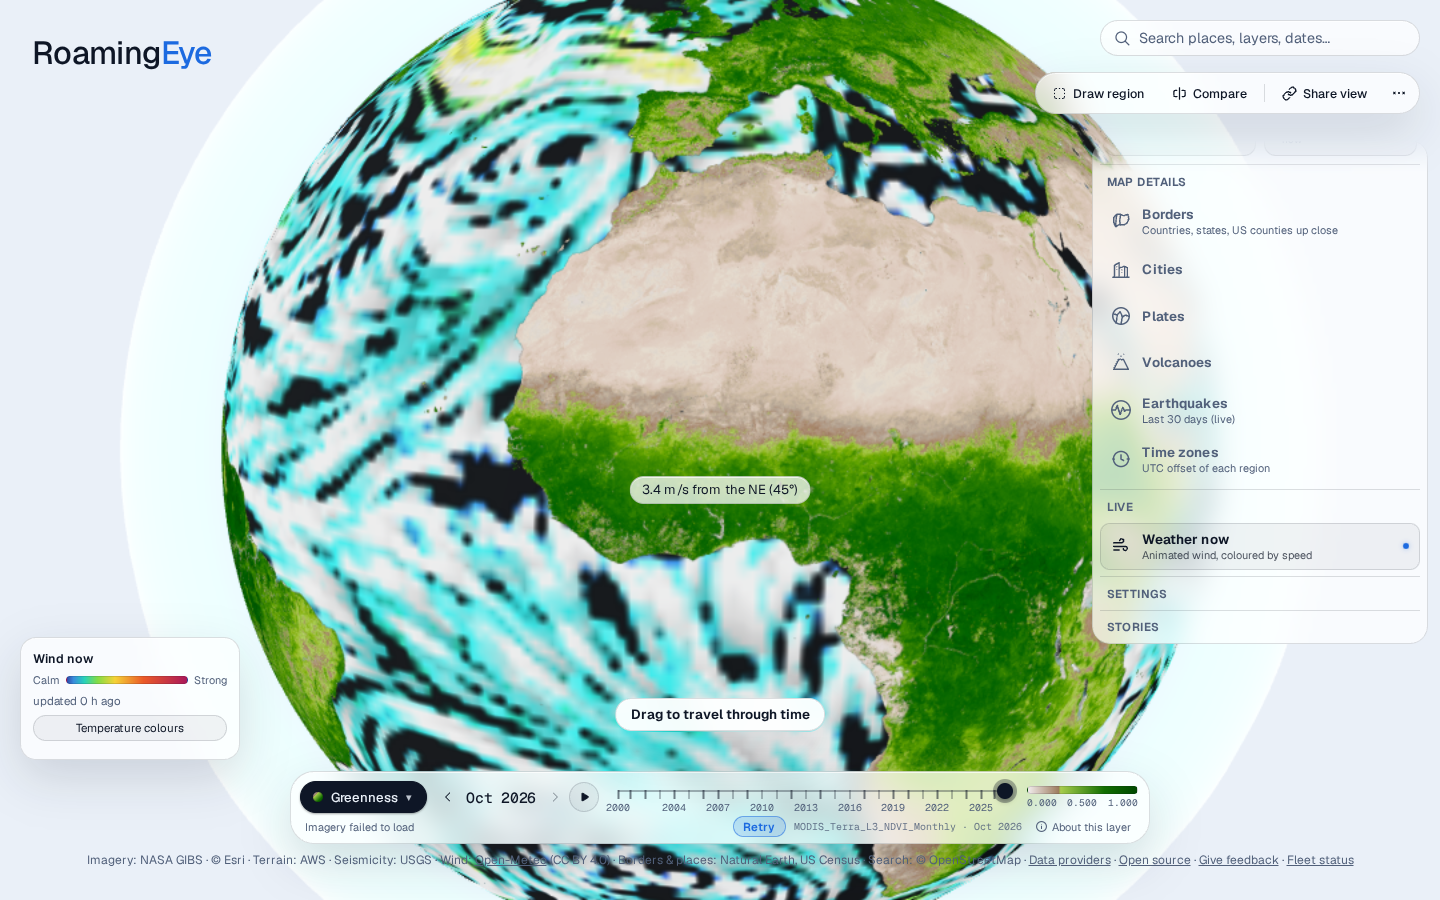 RoamingEye
Search places, layers, dates...
Draw region
Compare
Share view
MAP DETAILS
Borders
Countries, states, US counties up close
Cities
Plates
Volcanoes
Earthquakes
Last 30 days (live)
Time zones
UTC offset of each region
LIVE
Weather now
Animated wind, coloured by speed
SETTINGS
STORIES
3.4 m/s from the NE (45°)
Wind now
Calm
Strong
updated 0 h ago
Temperature colours
Drag to travel through time
Greenness
Oct 2026
2000 2004 2007 2010 2013 2016 2019 2022 2025
0.000 0.500 1.000
Imagery failed to load
Retry
MODIS_Terra_L3_NDVI_Monthly · Oct 2026
About this layer
Imagery: NASA GIBS · © Esri · Terrain: AWS · Seismicity: USGS · Wind: Open-Meteo (CC BY 4.0) · Borders & places: Natural Earth, US Census · Search: © OpenStreetMap · Data providers · Open source · Give feedback · Fleet status